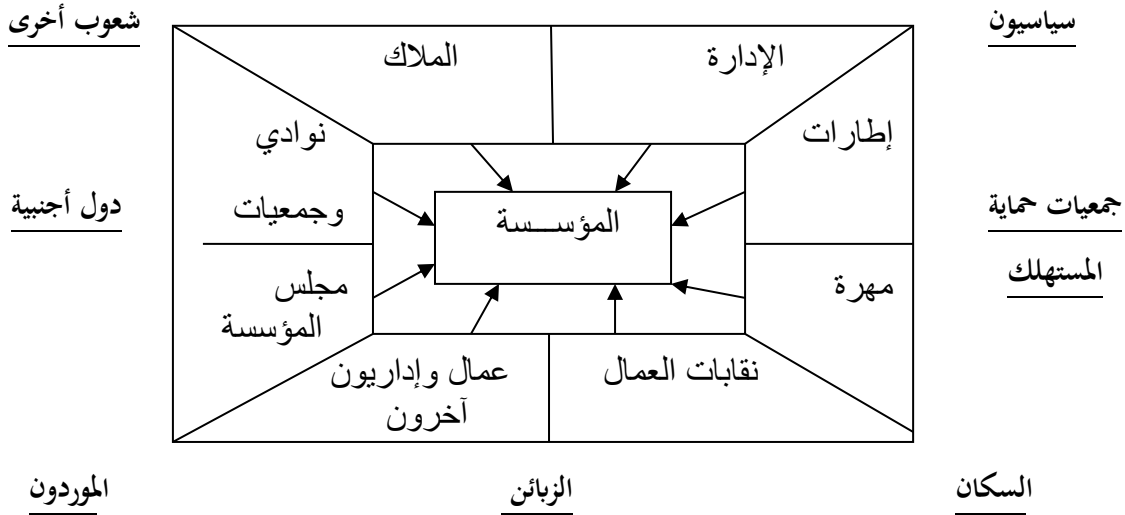 سياسيون
شعوب أخرى
الإدارة
الملاك
إطارات
نوادي
وجمعيات
جمعيات حماية
المستهلك
دول أجنبية
المؤســـسة
مهرة
مجلس
المؤسسة
نقابات العمال
عمال وإداريون
آخرون
السكان
الزبائن
الموردون